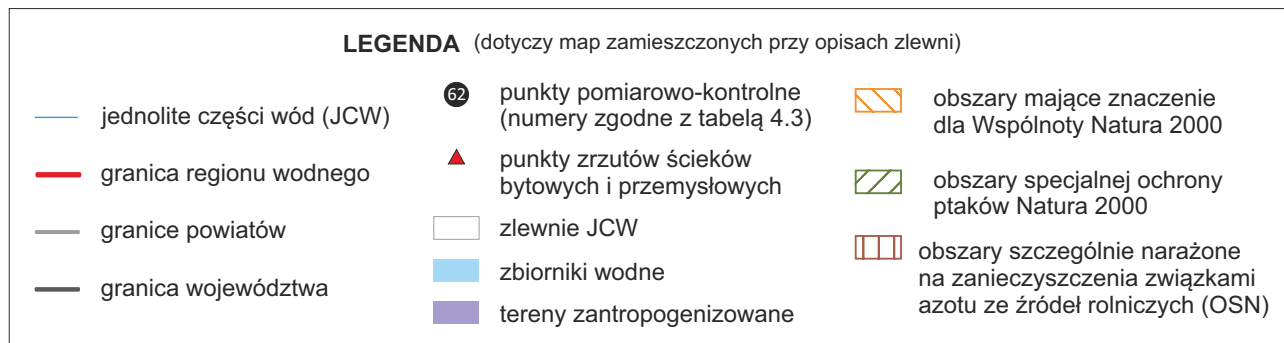 LEGENDA (dotyczy map zamieszczonych przy opisach zlewni)
jednolite części wód (JCW)
granica regionu wodnego
granice powiatów
granica województwa
62
punkty pomiarowo-kontrolne
(numery zgodne z tabelą 4.3)
punkty zrzutów ścieków
bytowych i przemysłowych
zlewnie JCW
zbiorniki wodne
tereny zantropogenizowane
obszary mające znaczenie
dla Wspólnoty Natura 2000
obszary specjalnej ochrony
ptaków Natura 2000
obszary szczególnie narażone
na zanieczyszczenia związkami
azotu ze źródeł rolniczych (OSN)